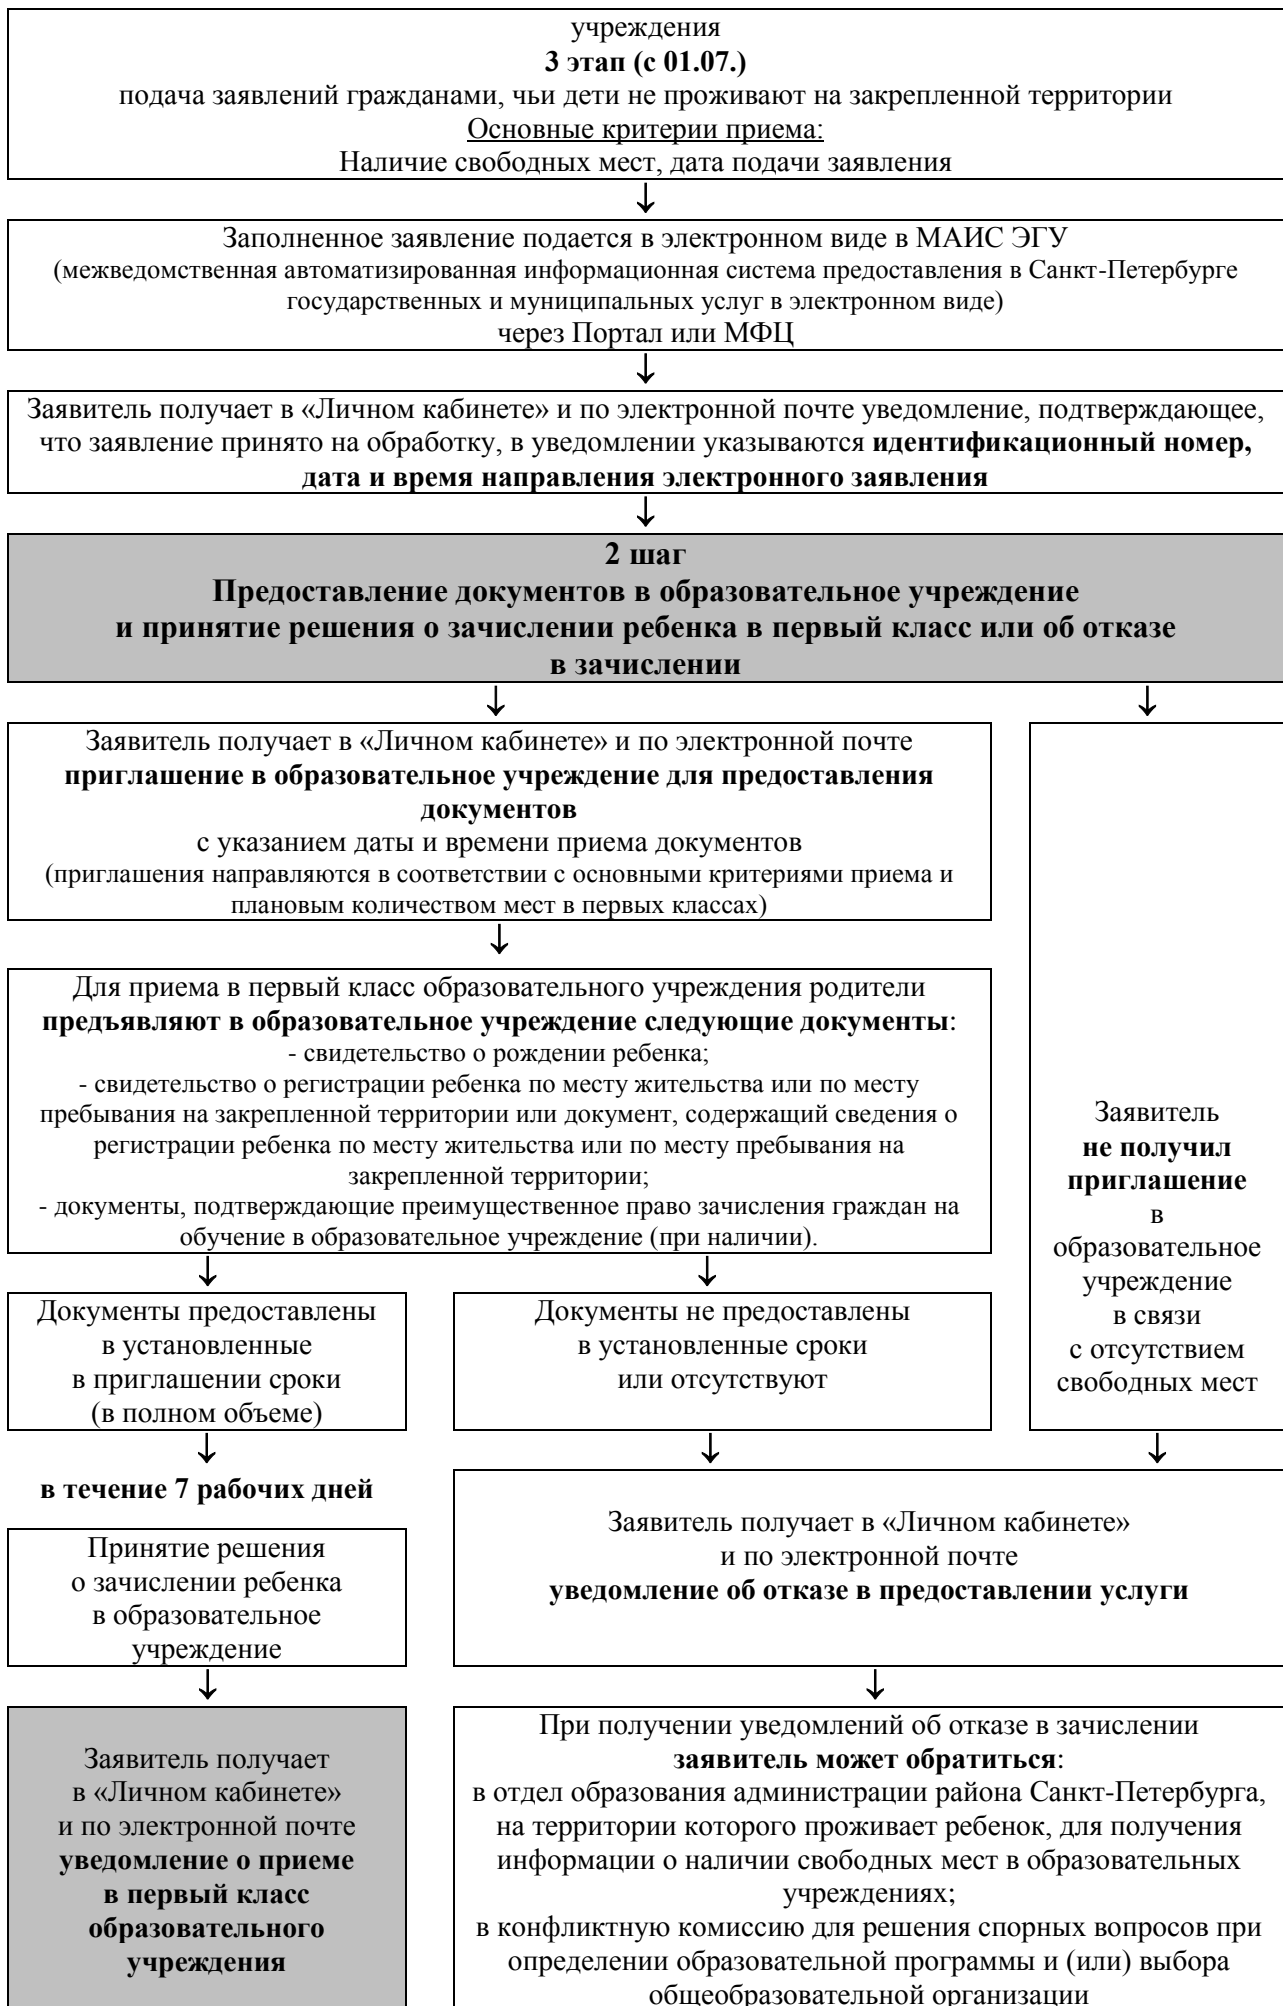 учреждения
3 этап (с 01.07.)
подача заявлений гражданами, чьи дети не проживают на закрепленной территории
Основные критерии приема:
Наличие свободных мест, дата подачи заявления
Заполненное заявление подается в электронном виде в МАИС ЭГУ
(межведомственная автоматизированная информационная система предоставления в Санкт-Петербурге
государственных и муниципальных услуг в электронном виде)
через Портал или МФЦ
Заявитель получает в «Личном кабинете» и по электронной почте уведомление, подтверждающее,
что заявление принято на обработку, в уведомлении указываются идентификационный номер,
дата и время направления электронного заявления
2 шаг
Предоставление документов в образовательное учреждение
и принятие решения о зачислении ребенка в первый класс или об отказе
в зачислении
Заявитель получает в «Личном кабинете» и по электронной почте
приглашение в образовательное учреждение для предоставления
документов
с указанием даты и времени приема документов
(приглашения направляются в соответствии с основными критериями приема и
плановым количеством мест в первых классах)
Для приема в первый класс образовательного учреждения родители
предъявляют в образовательное учреждение следующие документы:
- свидетельство о рождении ребенка;
- свидетельство о регистрации ребенка по месту жительства или по месту
пребывания на закрепленной территории или документ, содержащий сведения о
регистрации ребенка по месту жительства или по месту пребывания на
закрепленной территории;
- документы, подтверждающие преимущественное право зачисления граждан на
обучение в образовательное учреждение (при наличии).
Заявитель
не получил
приглашение
в
образовательное
учреждение
в связи
с отсутствием
свободных мест
Документы предоставлены
в установленные
в приглашении сроки
(в полном объеме)
Документы не предоставлены
в установленные сроки
или отсутствуют
в течение 7 рабочих дней
Принятие решения
о зачислении ребенка
в образовательное
учреждение
Заявитель получает в «Личном кабинете»
и по электронной почте
уведомление об отказе в предоставлении услуги
Заявитель получает
в «Личном кабинете»
и по электронной почте
уведомление о приеме
в первый класс
образовательного
учреждения
При получении уведомлений об отказе в зачислении
заявитель может обратиться:
в отдел образования администрации района Санкт-Петербурга,
на территории которого проживает ребенок, для получения
информации о наличии свободных мест в образовательных
учреждениях;
в конфликтную комиссию для решения спорных вопросов при
определении образовательной программы и (или) выбора
общеобразовательной организации